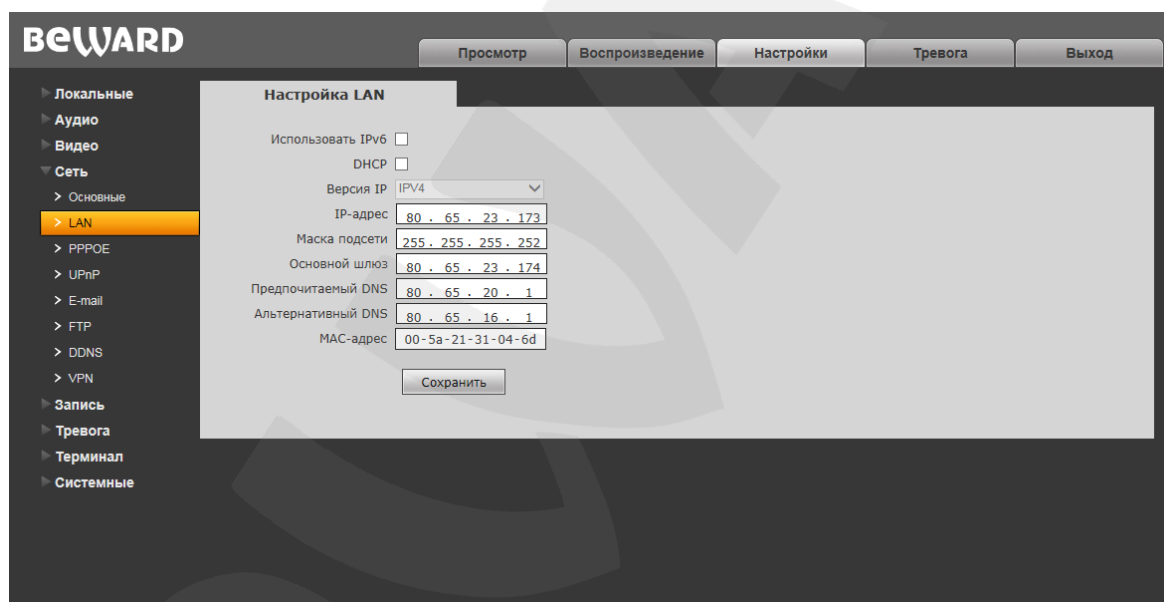 BEWARD
Просмотр Воспроизведение Настройки Тревога Выход
Локальные
Аудио
Видео
Сеть
> Основные
> LAN
> PPPOE
> UPnP
> E-mail
> FTP
> DDNS
> VPN
Запись
Тревога
Терминал
Системные
Настройка LAN
Использовать IPv6
DHCP
Версия IP IPV4
IP-адрес 80 . 65 . 23 . 173
Маска подсети 255 . 255 . 255 . 252
Основной шлюз 80 . 65 . 23 . 174
Предпочитаемый DNS 80 . 65 . 20 . 1
Альтернативный DNS 80 . 65 . 16 . 1
MAC-адрес 00-5a-21-31-04-6d
Сохранить